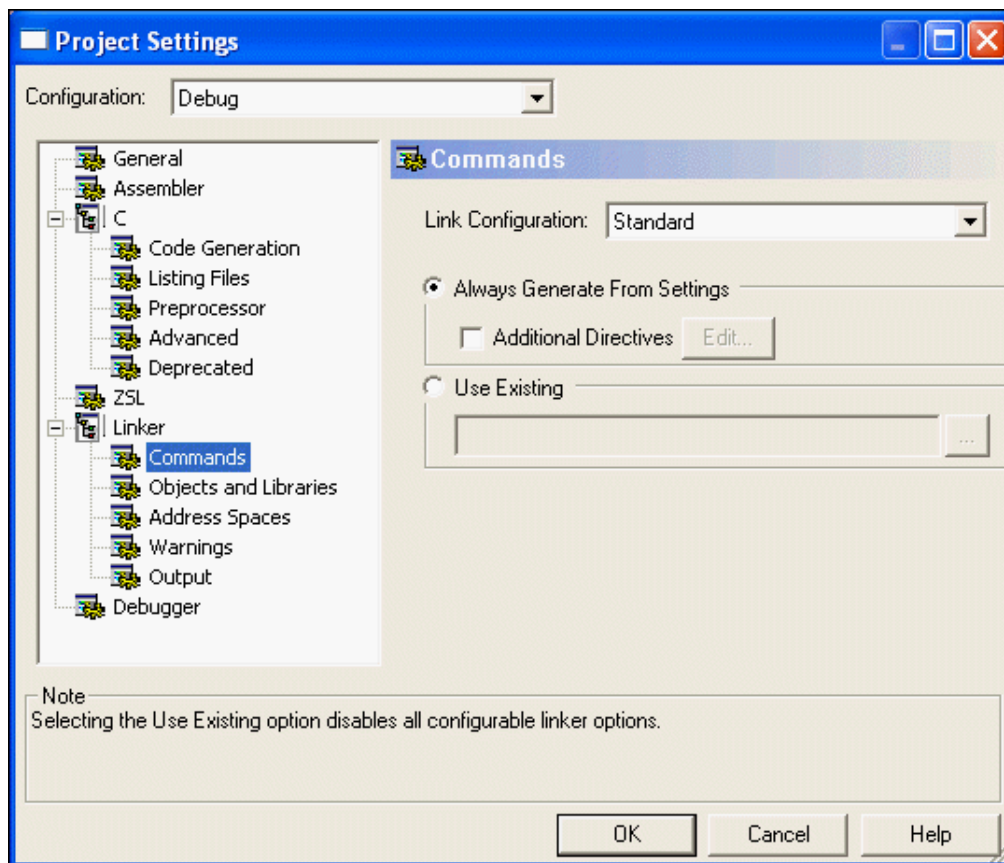 Project Settings
Configuration: Debug
General
Assembler
C
Code Generation
Listing Files
Preprocessor
Advanced
Deprecated
ZSL
Linker
Commands
Objects and Libraries
Address Spaces
Warnings
Output
Debugger
Commands
Link Configuration: Standard
Always Generate From Settings
Additional Directives Edit...
Use Existing
...
Note
Selecting the Use Existing option disables all configurable linker options.
OK Cancel Help